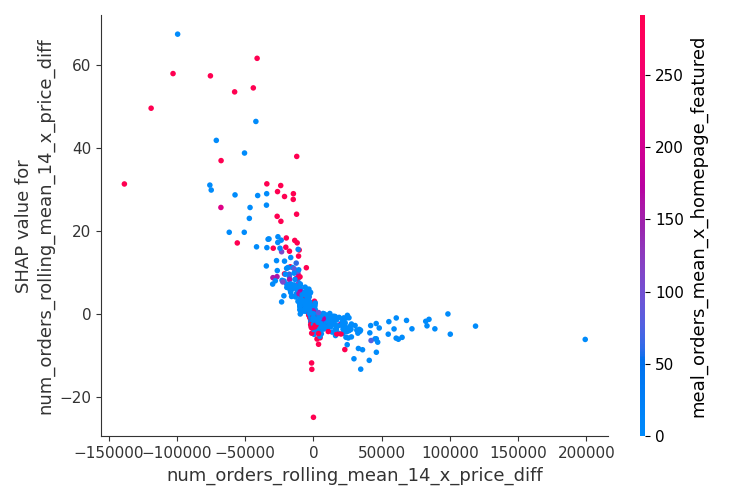 SHAP value for
num_orders_rolling_mean_14_x_price_diff
60
40
20
0
−20
−150000 −100000 −50000 0 50000 100000 150000 200000
num_orders_rolling_mean_14_x_price_diff
250
200
150
100
50
0
meal_orders_mean_x_homepage_featured